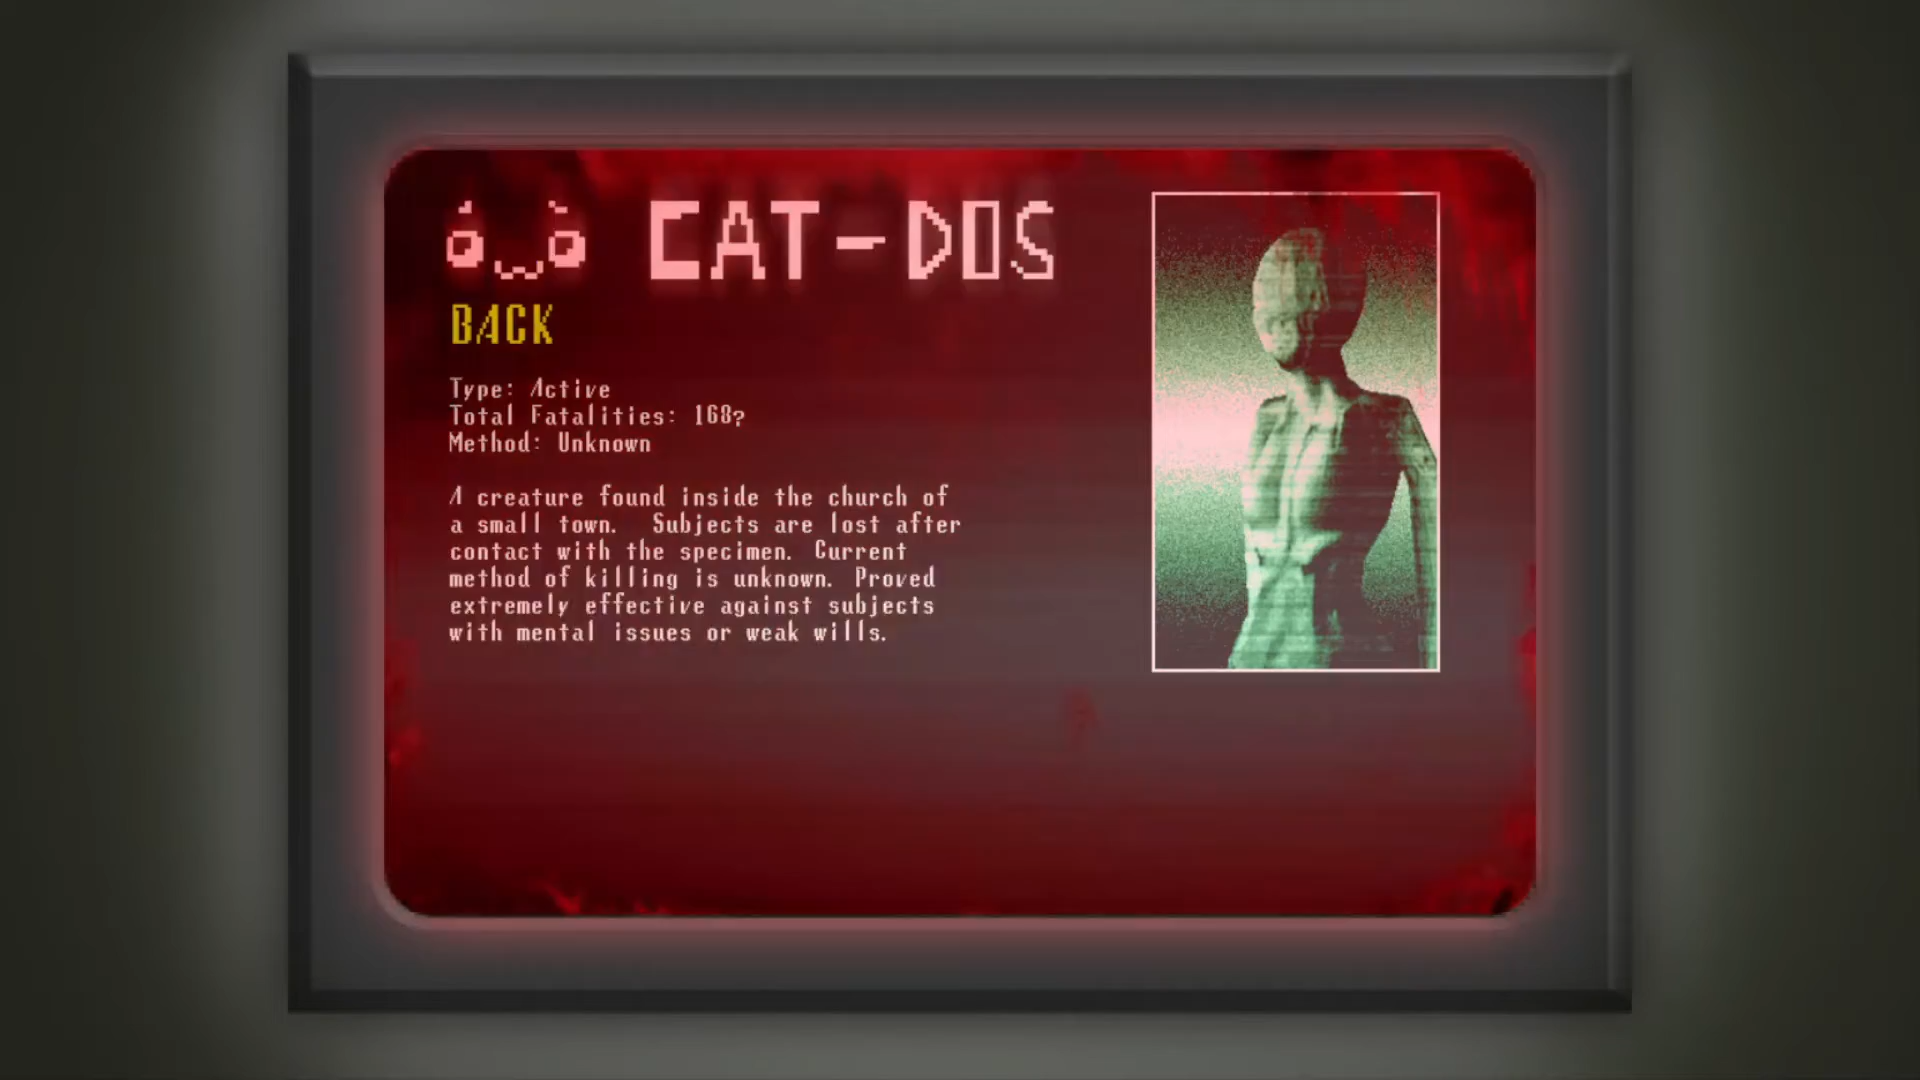 CAT-DOS
BACK
Type: Active
Total Fatalities: 168?
Method: Unknown
A creature found inside the church of
a small town. Subjects are lost after
contact with the specimen. Current
method of killing is unknown. Proved
extremely effective against subjects
with mental issues or weak wills.